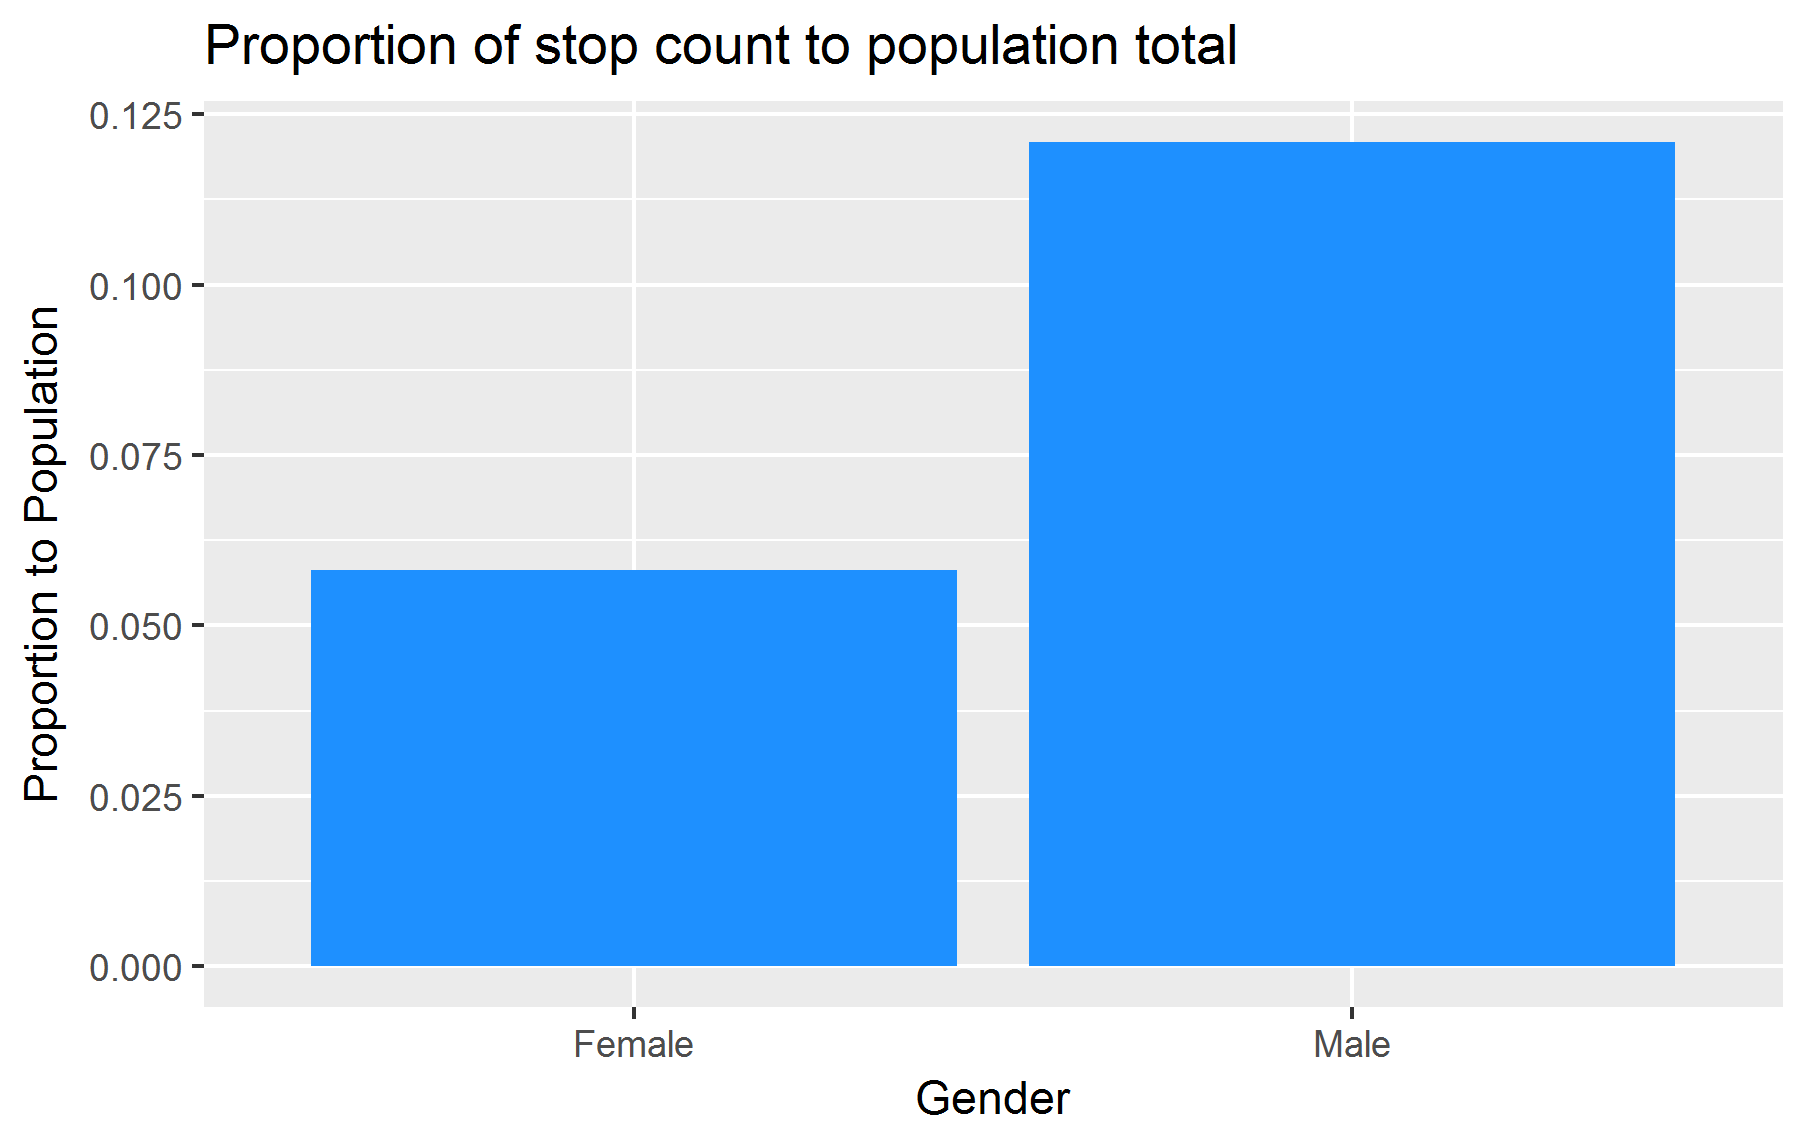 Proportion of stop count to population total
Proportion to Population
0.125
0.100
0.075
0.050
0.025
0.000
Female
Male
Gender